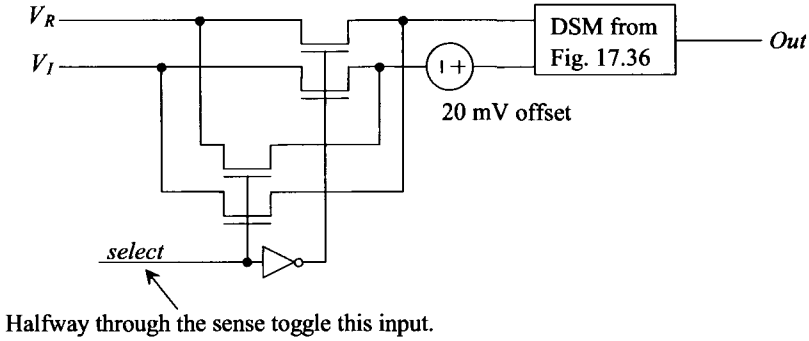 V_R
V_I
DSM from
Fig. 17.36
Out
20 mV offset
select
Halfway through the sense toggle this input.